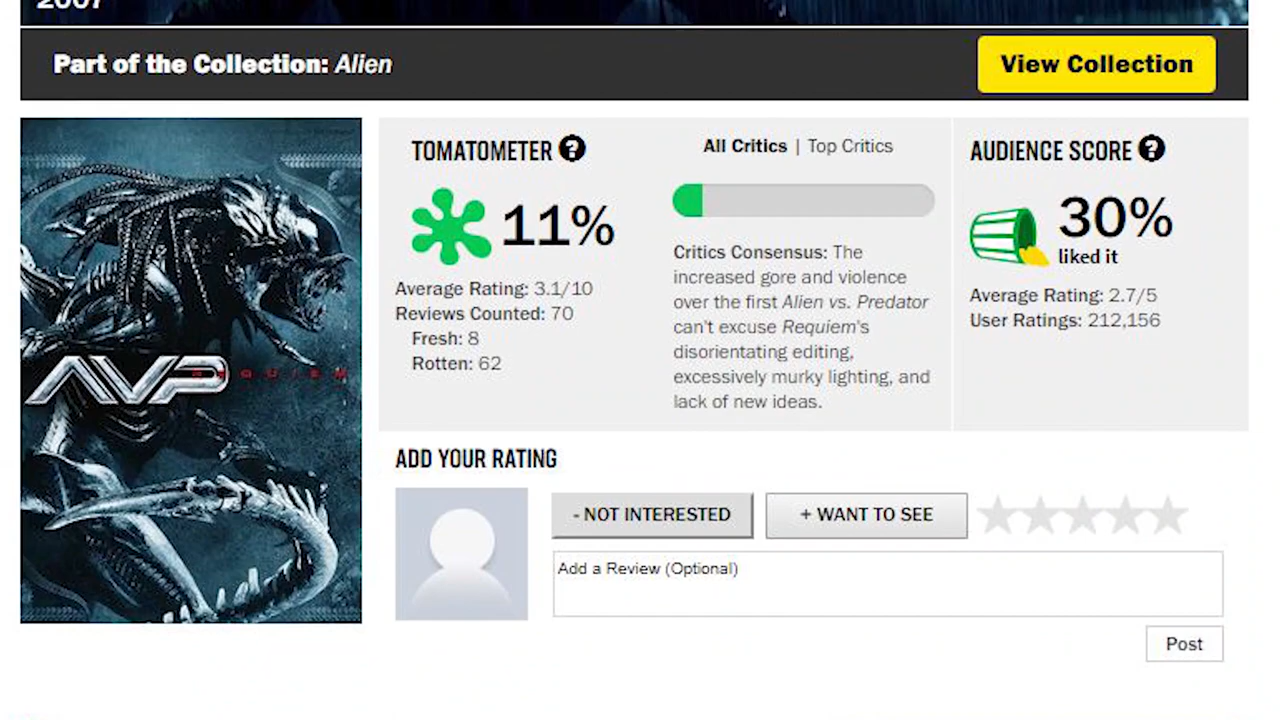 2007
Part of the Collection: Alien
View Collection
AVP
REQUIEM
TOMATOMETER ?
11%
Average Rating: 3.1/10
Reviews Counted: 70
Fresh: 8
Rotten: 62
All Critics | Top Critics
Critics Consensus: The
increased gore and violence
over the first Alien vs. Predator
can't excuse Requiem's
disorientating editing,
excessively murky lighting, and
lack of new ideas.
AUDIENCE SCORE ?
30%
liked it
Average Rating: 2.7/5
User Ratings: 212,156
ADD YOUR RATING
- NOT INTERESTED
+ WANT TO SEE
Add a Review (Optional)
Post